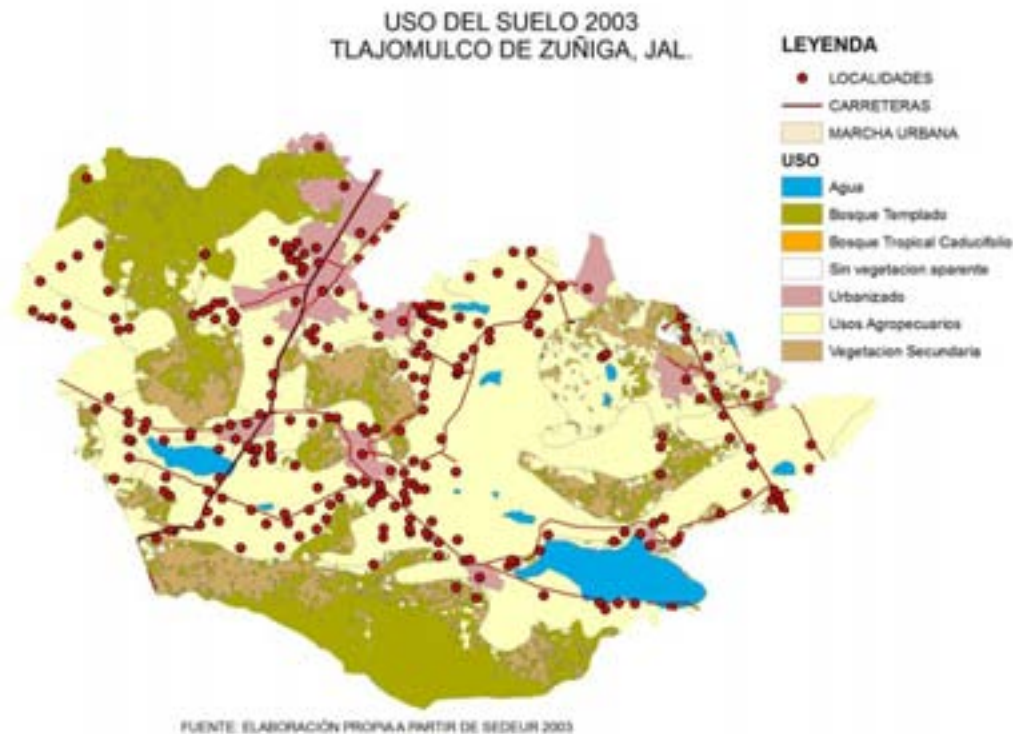 USO DEL SUELO 2003
TLAJOMULCO DE ZUÑIGA, JAL.
LEYENDA
LOCALIDADES
CARRETERAS
MARCHA URBANA
USO
Agua
Bosque Templado
Bosque Tropical Caducifolio
Sin vegetacion aparente
Urbanizado
Usos Agropecuarios
Vegetacion Secundaria
FUENTE: ELABORACIÓN PROPIA A PARTIR DE SEDEUR 2003